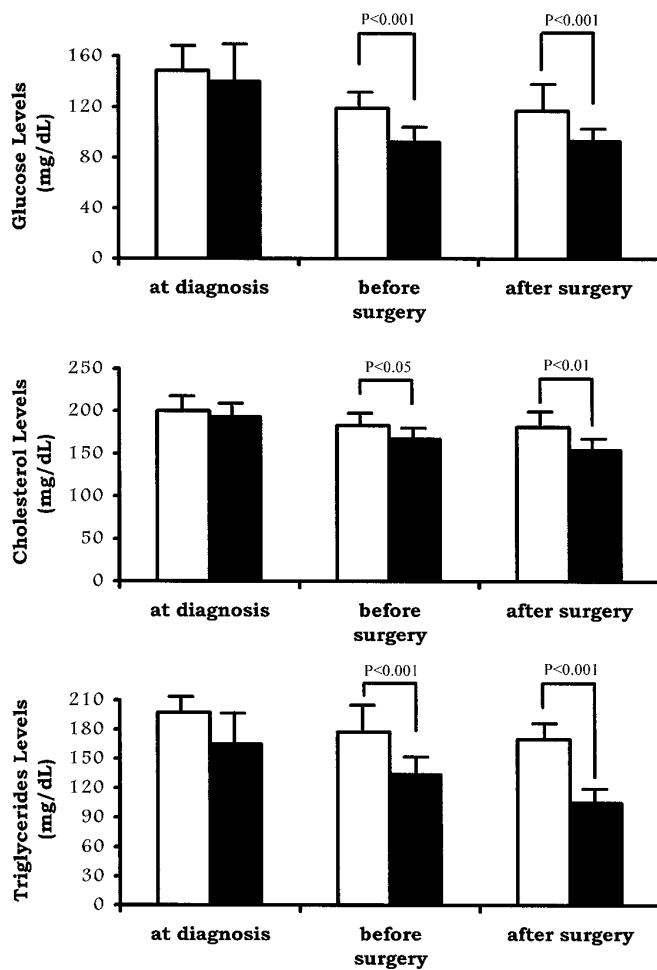 P<0.001 P<0.001
Glucose Levels
(mg/dL)
160
120
80
40
0
at diagnosis before after surgery
surgery
P<0.05 P<0.01
Cholesterol Levels
(mg/dL)
250
200
150
100
50
0
at diagnosis before after surgery
surgery
P<0.001 P<0.001
Triglycerides Levels
(mg/dL)
210
180
150
120
90
60
30
0
at diagnosis before after surgery
surgery